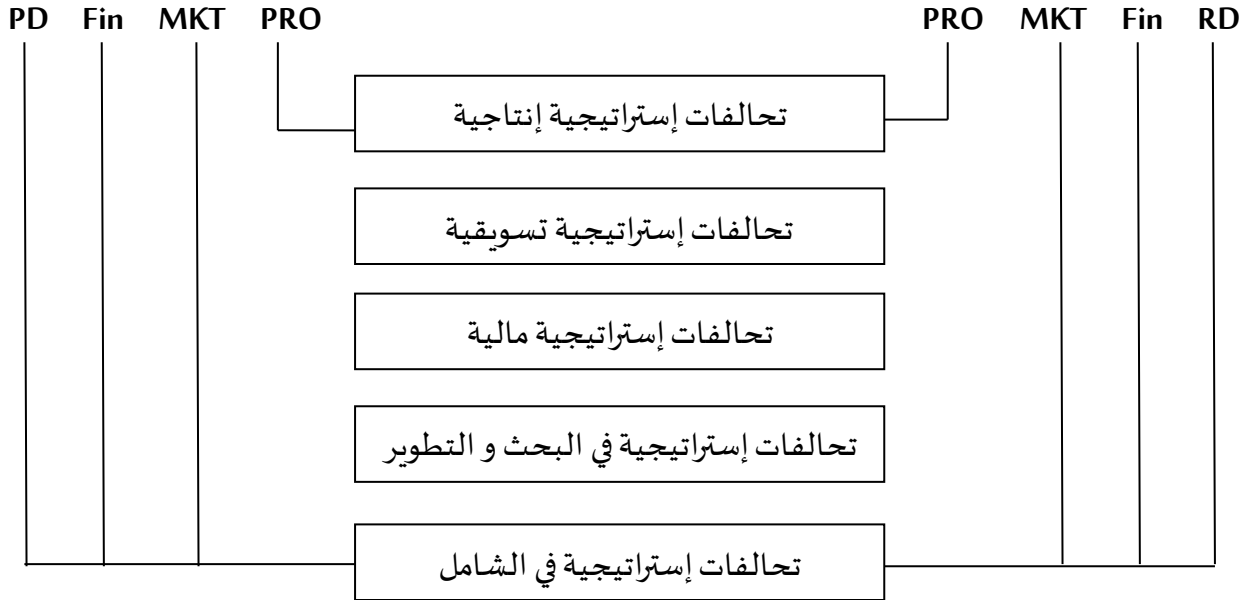 PD Fin MKT PRO PRO MKT Fin RD
تحالفات إستراتيجية إنتاجية
تحالفات إستراتيجية تسويقية
تحالفات إستراتيجية مالية
تحالفات إستراتيجية في البحث و التطوير
تحالفات إستراتيجية في الشامل